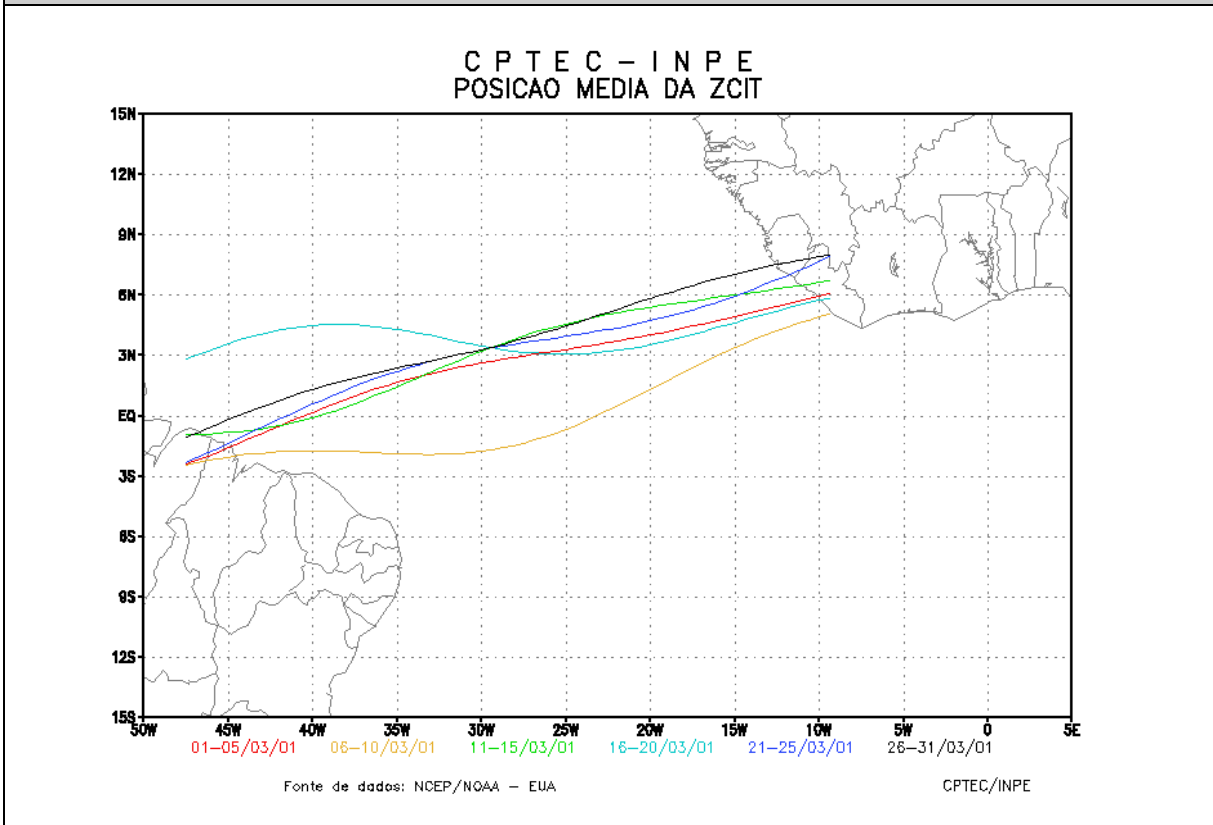 C P T E C – I N P E
POSICAO MEDIA DA ZCIT
15N
12N
9N
6N
3N
EQ
3S
6S
9S
12S
15S
50W 45W 40W 35W 30W 25W 20W 15W 10W 5W 0 5E
01–05/03/01 06–10/03/01 11–15/03/01 16–20/03/01 21–25/03/01 26–31/03/01
Fonte de dados: NCEP/NOAA – EUA CPTEC/INPE